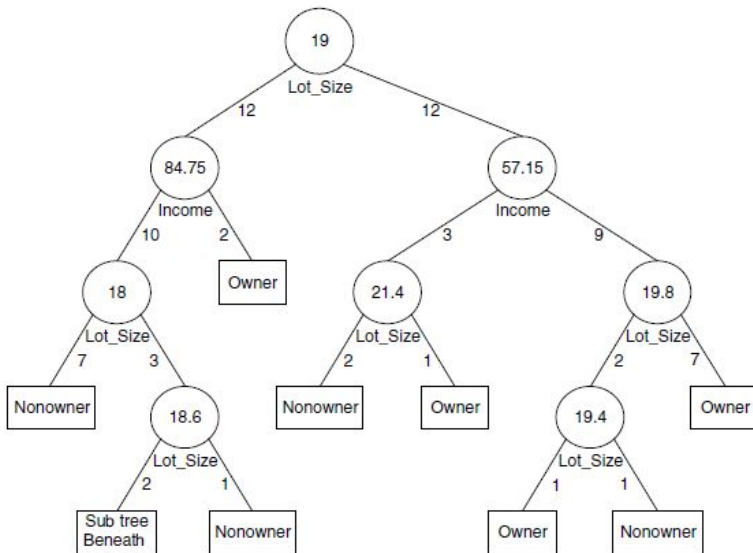 19
Lot_Size
12
12
84.75
57.15
Income
Income
10
2
3
9
18
Owner
21.4
19.8
Lot_Size
Lot_Size
Lot_Size
7
3
2
1
2
7
Nonowner
18.6
Nonowner
Owner
19.4
Owner
Lot_Size
Lot_Size
2
1
1
1
Sub tree
Beneath
Nonowner
Owner
Nonowner